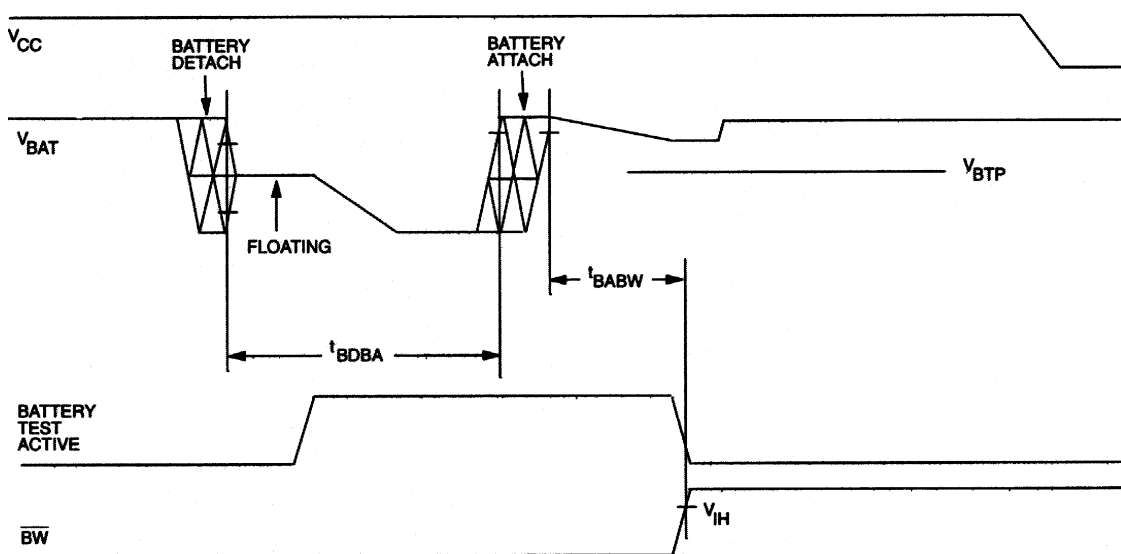 VCC
BATTERY
DETACH
BATTERY
ATTACH
VBAT
VBTP
FLOATING
tBABW
tBDBA
BATTERY
TEST
ACTIVE
VIH
BW